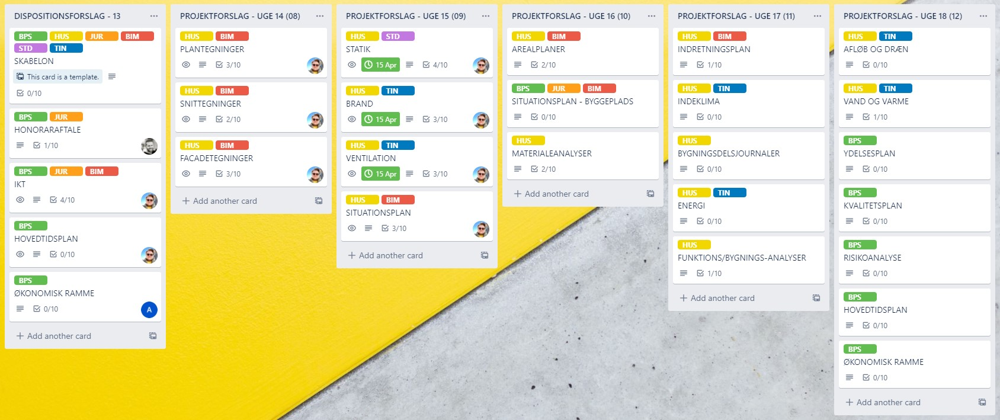 DISPOSITIONSFORSLAG - 13
BPS HUS JUR BIM
STD TIN
SKABELON
This card is a template.
0/10
BPS JUR
HONORARAFTALE
1/10
BPS JUR BIM
IKT
4/10
BPS
HOVEDTIDSPLAN
0/10
BPS
ØKONOMISK RAMME
0/10
A
+ Add another card
PROJEKTFORSLAG - UGE 14 (08)
HUS BIM
PLANTEGNINGER
3/10
HUS BIM
SNITTEGNINGER
2/10
HUS BIM
FACADETEGNINGER
3/10
+ Add another card
PROJEKTFORSLAG - UGE 15 (09)
HUS STD
STATIK
15 Apr 4/10
HUS TIN
BRAND
15 Apr 3/10
HUS TIN
VENTILATION
15 Apr 3/10
HUS BIM
SITUATIONSPLAN
3/10
+ Add another card
PROJEKTFORSLAG - UGE 16 (10)
HUS BIM
AREALPLANER
2/10
BPS JUR BIM
SITUATIONSPLAN - BYGGEPLADS
0/10
HUS
MATERIALEANALYSER
2/10
+ Add another card
PROJEKTFORSLAG - UGE 17 (11)
HUS BIM
INDRETNINGSPLAN
1/10
HUS TIN
INDEKLIMA
0/10
HUS
BYGNINGSDELSJOURNALER
0/10
HUS TIN
ENERGI
0/10
HUS
FUNKTIONS/BYGNINGS-ANALYSER
1/10
+ Add another card
PROJEKTFORSLAG - UGE 18 (12)
HUS TIN
AFLØB OG DRÆN
0/10
HUS TIN
VAND OG VARME
1/10
BPS
YDELSESPLAN
0/10
BPS
KVALITETSPLAN
0/10
BPS
RISIKOANALYSE
0/10
BPS
HOVEDTIDSPLAN
0/10
BPS
ØKONOMISK RAMME
0/10
+ Add another card